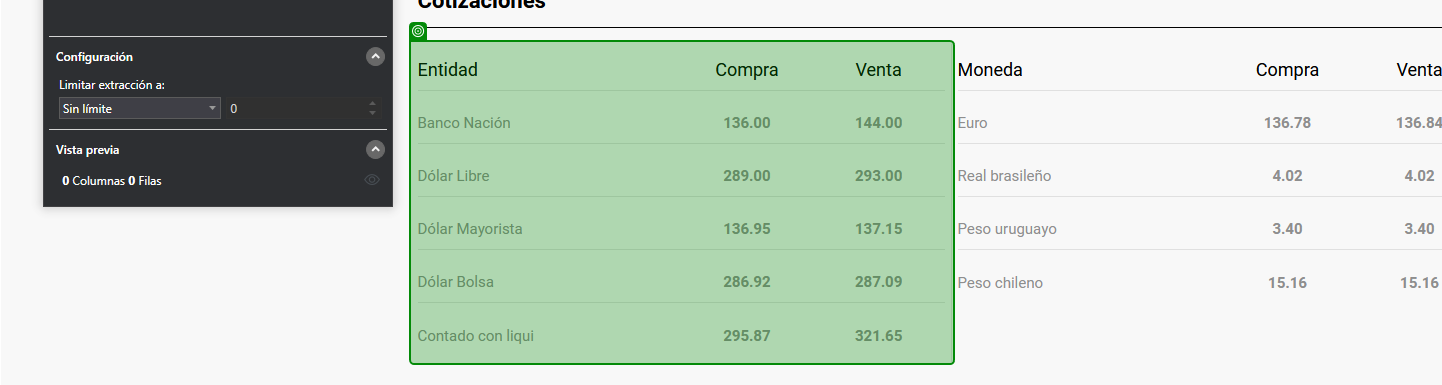 Cotizaciones
Configuración
Limitar extracción a:
Sin límite 0
Vista previa
0 Columnas 0 Filas
Entidad Compra Venta
Banco Nación 136.00 144.00
Dólar Libre 289.00 293.00
Dólar Mayorista 136.95 137.15
Dólar Bolsa 286.92 287.09
Contado con liqui 295.87 321.65
Moneda Compra Venta
Euro 136.78 136.84
Real brasileño 4.02 4.02
Peso uruguayo 3.40 3.40
Peso chileno 15.16 15.16